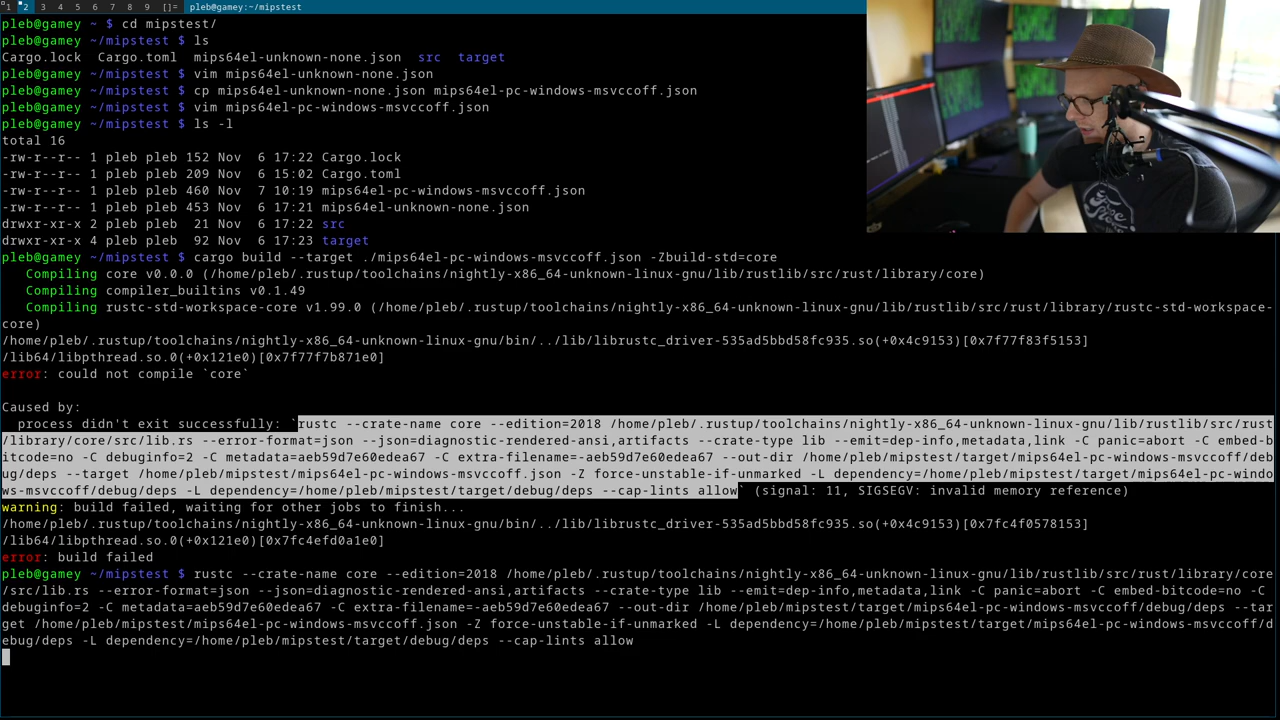 1 2 3 4 5 6 7 8 9 []= pleb@gamey:~/mipstest
pleb@gamey ~ $ cd mipstest/
pleb@gamey ~/mipstest $ ls
Cargo.lock  Cargo.toml  mips64el-unknown-none.json  src  target
pleb@gamey ~/mipstest $ vim mips64el-unknown-none.json
pleb@gamey ~/mipstest $ cp mips64el-unknown-none.json mips64el-pc-windows-msvccoff.json
pleb@gamey ~/mipstest $ vim mips64el-pc-windows-msvccoff.json
pleb@gamey ~/mipstest $ ls -l
total 16
-rw-r--r-- 1 pleb pleb 152 Nov  6 17:22 Cargo.lock
-rw-r--r-- 1 pleb pleb 209 Nov  6 15:02 Cargo.toml
-rw-r--r-- 1 pleb pleb 460 Nov  7 10:19 mips64el-pc-windows-msvccoff.json
-rw-r--r-- 1 pleb pleb 453 Nov  6 17:21 mips64el-unknown-none.json
drwxr-xr-x 2 pleb pleb  21 Nov  6 17:22 src
drwxr-xr-x 4 pleb pleb  92 Nov  6 17:23 target
pleb@gamey ~/mipstest $ cargo build --target ./mips64el-pc-windows-msvccoff.json -Zbuild-std=core
   Compiling core v0.0.0 (/home/pleb/.rustup/toolchains/nightly-x86_64-unknown-linux-gnu/lib/rustlib/src/rust/library/core)
   Compiling compiler_builtins v0.1.49
   Compiling rustc-std-workspace-core v1.99.0 (/home/pleb/.rustup/toolchains/nightly-x86_64-unknown-linux-gnu/lib/rustlib/src/rust/library/rustc-std-workspace-
core)
/home/pleb/.rustup/toolchains/nightly-x86_64-unknown-linux-gnu/bin/../lib/librustc_driver-535ad5bbd58fc935.so(+0x4c9153)[0x7f77f83f5153]
/lib64/libpthread.so.0(+0x121e0)[0x7f77f7b871e0]
error: could not compile `core`
Caused by:
  process didn't exit successfully: `rustc --crate-name core --edition=2018 /home/pleb/.rustup/toolchains/nightly-x86_64-unknown-linux-gnu/lib/rustlib/src/rust
/library/core/src/lib.rs --error-format=json --json=diagnostic-rendered-ansi,artifacts --crate-type lib --emit=dep-info,metadata,link -C panic=abort -C embed-b
itcode=no -C debuginfo=2 -C metadata=aeb59d7e60edea67 -C extra-filename=-aeb59d7e60edea67 --out-dir /home/pleb/mipstest/target/mips64el-pc-windows-msvccoff/deb
ug/deps --target /home/pleb/mipstest/mips64el-pc-windows-msvccoff.json -Z force-unstable-if-unmarked -L dependency=/home/pleb/mipstest/target/mips64el-pc-windo
ws-msvccoff/debug/deps -L dependency=/home/pleb/mipstest/target/debug/deps --cap-lints allow` (signal: 11, SIGSEGV: invalid memory reference)
warning: build failed, waiting for other jobs to finish...
/home/pleb/.rustup/toolchains/nightly-x86_64-unknown-linux-gnu/bin/../lib/librustc_driver-535ad5bbd58fc935.so(+0x4c9153)[0x7fc4f0578153]
/lib64/libpthread.so.0(+0x121e0)[0x7fc4efd0a1e0]
error: build failed
pleb@gamey ~/mipstest $ rustc --crate-name core --edition=2018 /home/pleb/.rustup/toolchains/nightly-x86_64-unknown-linux-gnu/lib/rustlib/src/rust/library/core
/src/lib.rs --error-format=json --json=diagnostic-rendered-ansi,artifacts --crate-type lib --emit=dep-info,metadata,link -C panic=abort -C embed-bitcode=no -C 
debuginfo=2 -C metadata=aeb59d7e60edea67 -C extra-filename=-aeb59d7e60edea67 --out-dir /home/pleb/mipstest/target/mips64el-pc-windows-msvccoff/debug/deps --tar
get /home/pleb/mipstest/mips64el-pc-windows-msvccoff.json -Z force-unstable-if-unmarked -L dependency=/home/pleb/mipstest/target/mips64el-pc-windows-msvccoff/d
ebug/deps -L dependency=/home/pleb/mipstest/target/debug/deps --cap-lints allow